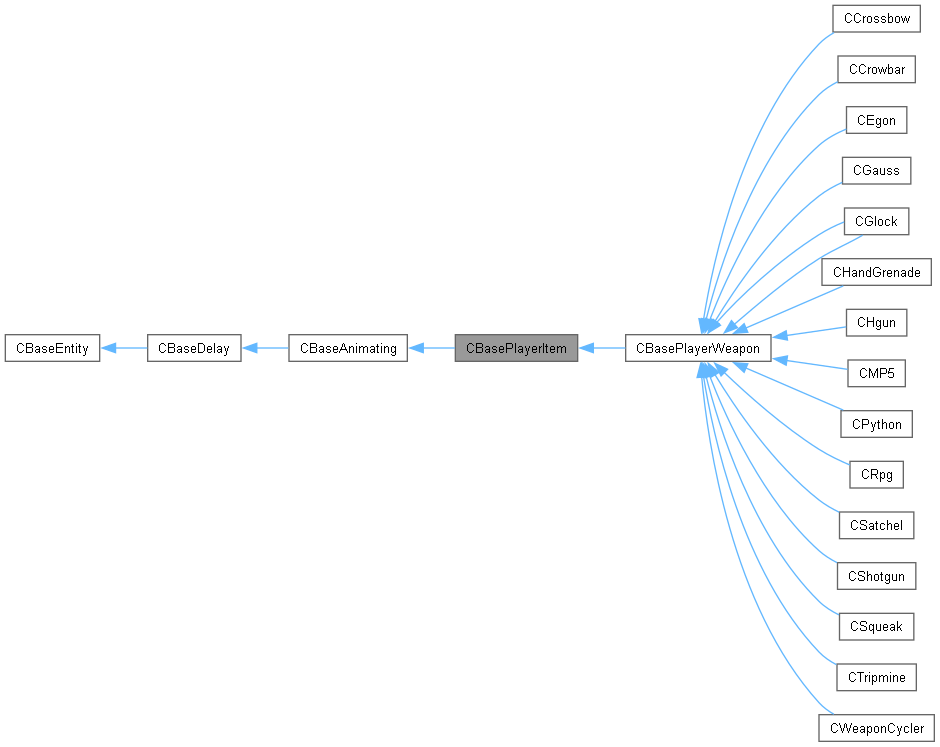 CCrossbow
CCrowbar
CEgon
CGauss
CGlock
CHandGrenade
CHgun
CBaseEntity
CBaseDelay
CBaseAnimating
CBasePlayerItem
CBasePlayerWeapon
CMP5
CPython
CRpg
CSatchel
CShotgun
CSqueak
CTripmine
CWeaponCycler